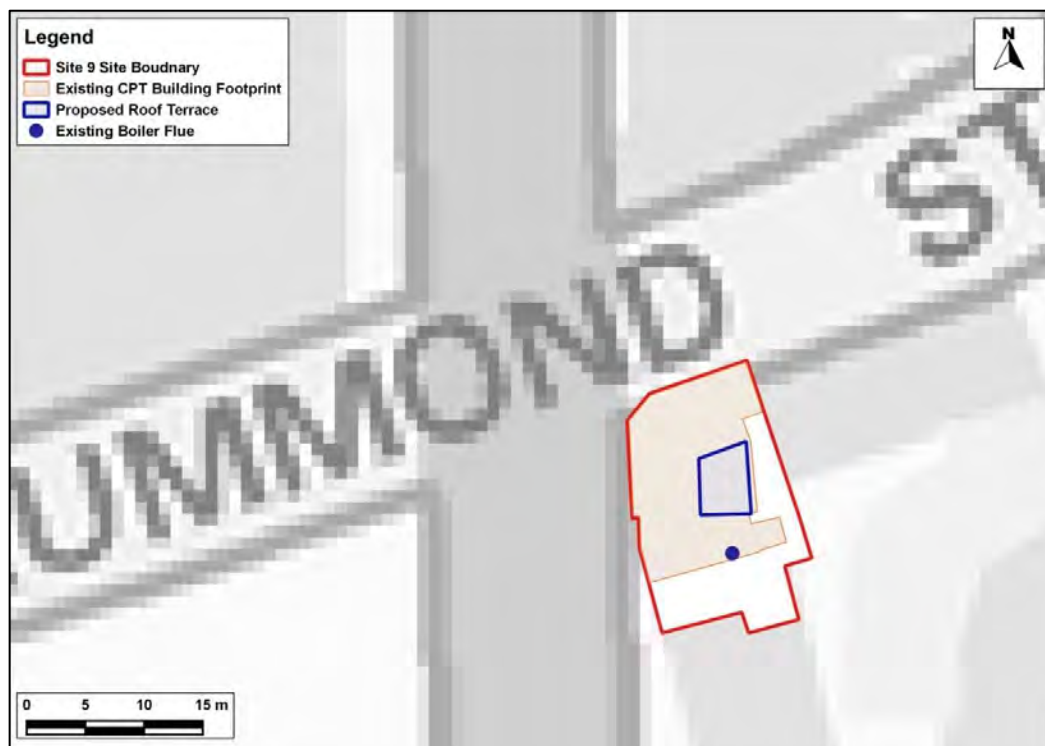 Legend
Site 9 Site Boudnary
Existing CPT Building Footprint
Proposed Roof Terrace
Existing Boiler Flue
N
UMMOND ST
0 5 10 15 m